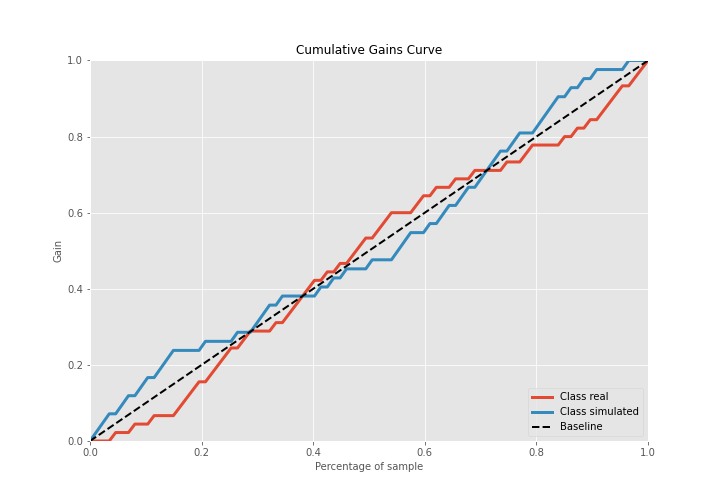 Cumulative Gains Curve
1.0
0.8
0.6
0.4
0.2
0.0
Gain
Class real
Class simulated
Baseline
0.0 0.2 0.4 0.6 0.8 1.0
Percentage of sample